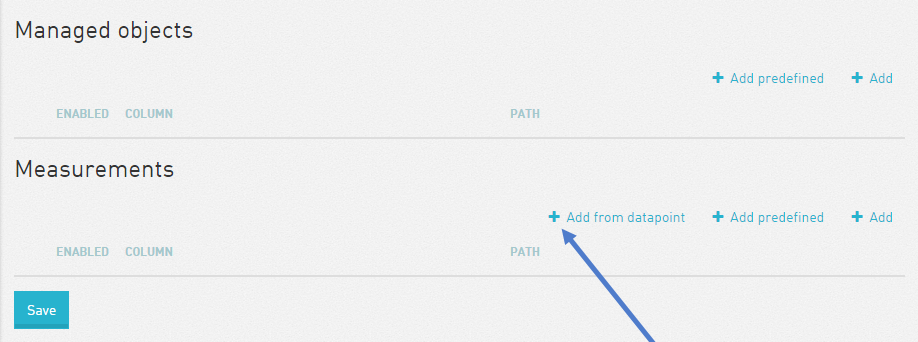 Managed objects
+ Add predefined + Add
ENABLED COLUMN PATH
Measurements
+ Add from datapoint + Add predefined + Add
ENABLED COLUMN PATH
Save